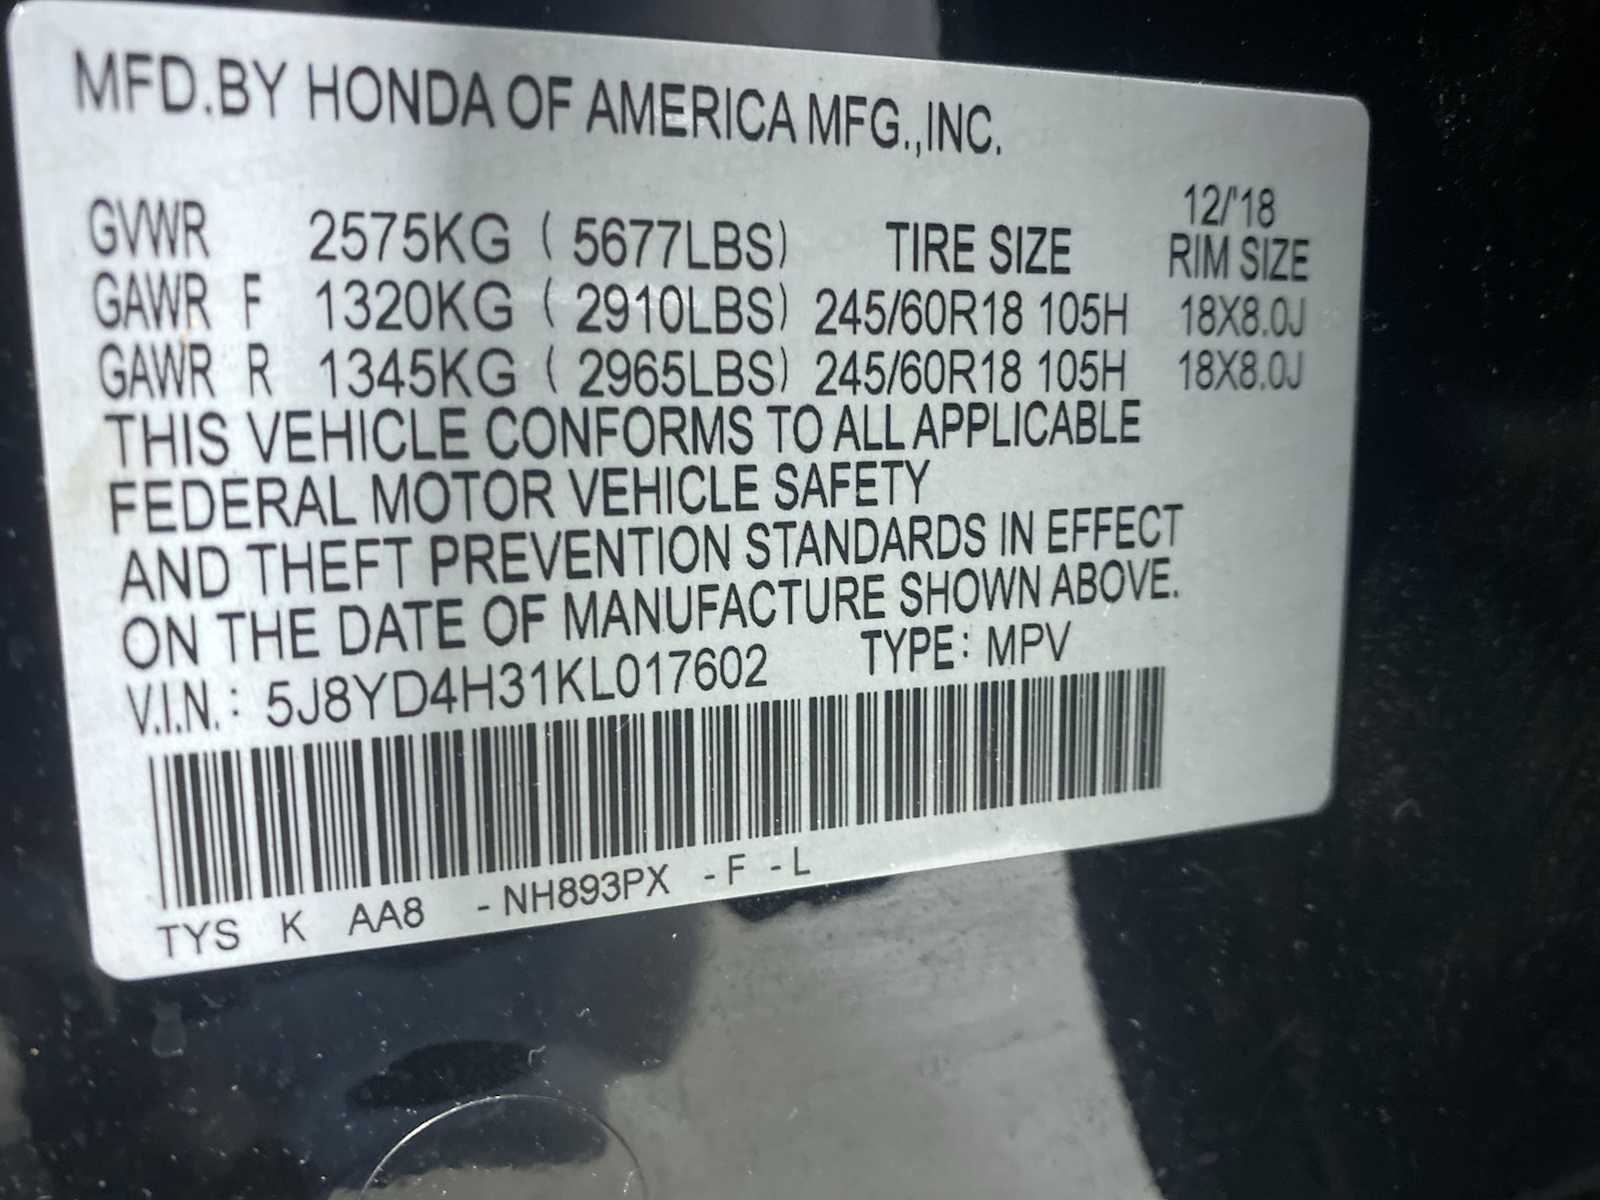 MFD.BY HONDA OF AMERICA MFG.,INC.
12/'18
GVWR 2575KG ( 5677LBS) TIRE SIZE RIM SIZE
GAWR F 1320KG ( 2910LBS) 245/60R18 105H 18X8.0J
GAWR R 1345KG ( 2965LBS) 245/60R18 105H 18X8.0J
THIS VEHICLE CONFORMS TO ALL APPLICABLE
FEDERAL MOTOR VEHICLE SAFETY
AND THEFT PREVENTION STANDARDS IN EFFECT
ON THE DATE OF MANUFACTURE SHOWN ABOVE.
V.I.N.: 5J8YD4H31KL017602 TYPE: MPV
TYS K AA8 - NH893PX - F - L